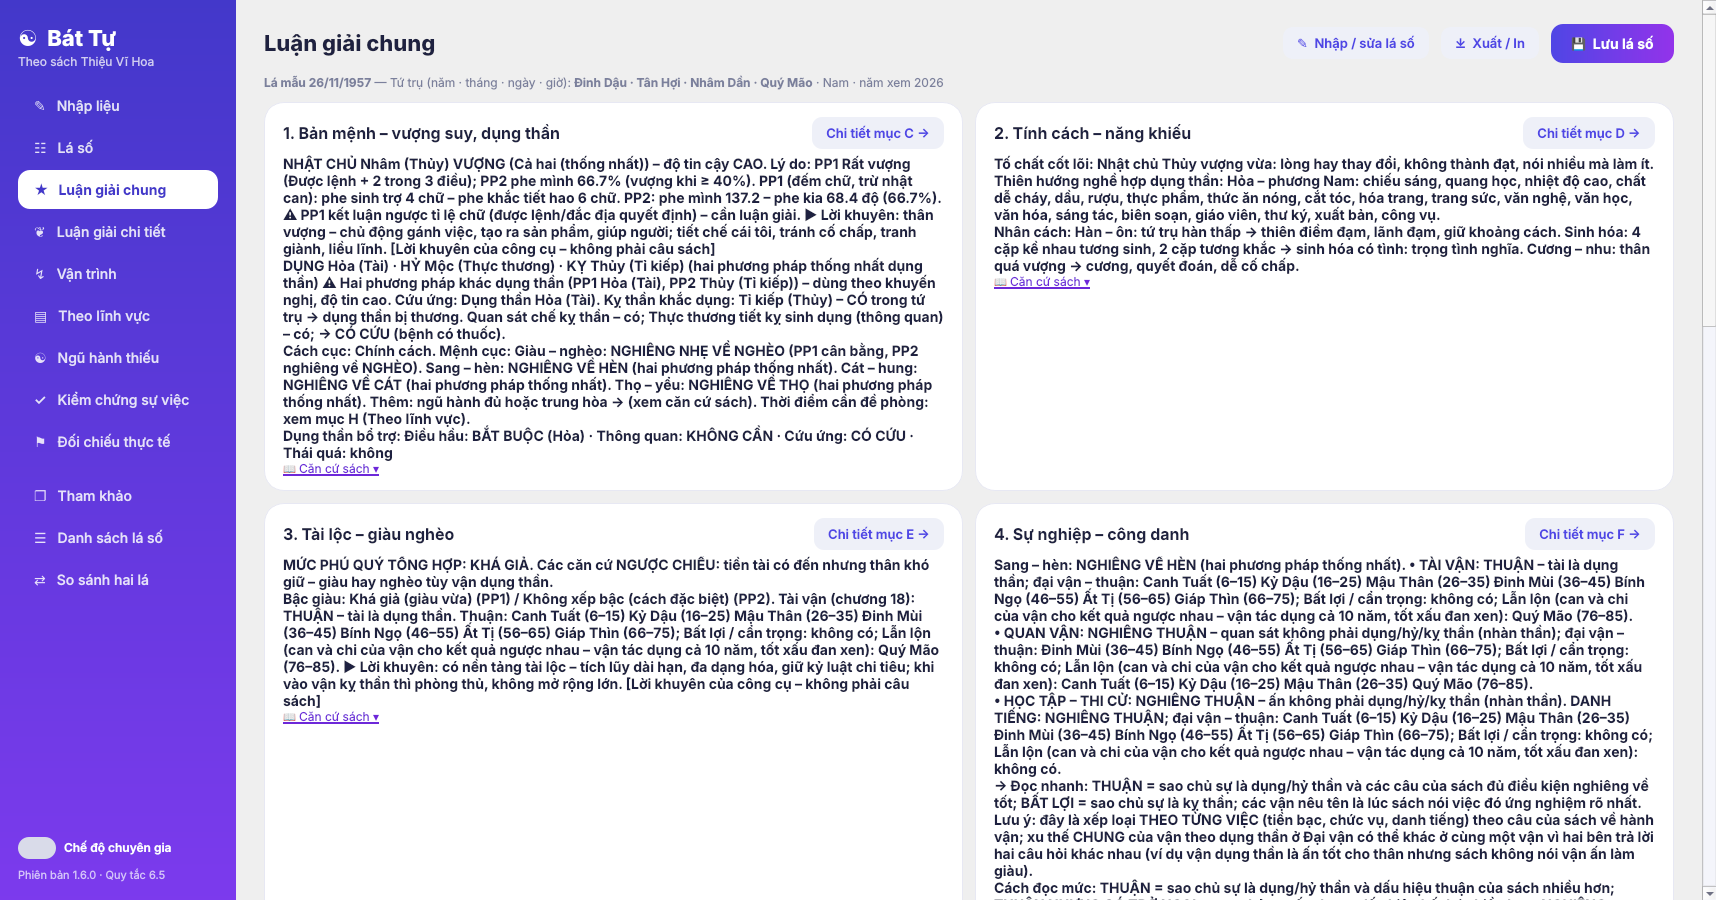 Bát Tự
Theo sách Thiệu Vĩ Hoa
Nhập liệu
Lá số
Luận giải chung
Luận giải chi tiết
Vận trình
Theo lĩnh vực
Ngũ hành thiếu
Kiểm chứng sự việc
Đối chiếu thực tế
Tham khảo
Danh sách lá số
So sánh hai lá
Chế độ chuyên gia
Phiên bản 1.6.0 · Quy tắc 6.5
Luận giải chung
Nhập / sửa lá số
Xuất / In
Lưu lá số
Lá mẫu 26/11/1957 — Tứ trụ (năm · tháng · ngày · giờ): Đinh Dậu · Tân Hợi · Nhâm Dần · Quý Mão · Nam · năm xem 2026
1. Bản mệnh – vượng suy, dụng thần
Chi tiết mục C →
NHẬT CHỦ Nhâm (Thủy) VƯỢNG (Cả hai (thống nhất)) – độ tin cậy CAO. Lý do: PP1 Rất vượng
(Được lệnh + 2 trong 3 điều); PP2 phe mình 66.7% (vượng khi ≥ 40%). PP1 (đếm chữ, trừ nhật
can): phe sinh trợ 4 chữ – phe khắc tiết hao 6 chữ. PP2: phe mình 137.2 – phe kia 68.4 độ (66.7%).
⚠ PP1 kết luận ngược tỉ lệ chữ (được lệnh/đắc địa quyết định) – cần luận giải. ▶ Lời khuyên: thân
vượng – chủ động gánh việc, tạo ra sản phẩm, giúp người; tiết chế cái tôi, tránh cố chấp, tranh
giành, liều lĩnh. [Lời khuyên của công cụ – không phải câu sách]
DỤNG Hỏa (Tài) · HỶ Mộc (Thực thương) · KỴ Thủy (Tỉ kiếp) (hai phương pháp thống nhất dụng
thần) ⚠ Hai phương pháp khác dụng thần (PP1 Hỏa (Tài), PP2 Thủy (Tỉ kiếp)) – dùng theo khuyến
nghị, độ tin cao. Cứu ứng: Dụng thần Hỏa (Tài). Kỵ thần khắc dụng: Tỉ kiếp (Thủy) – CÓ trong tứ
trụ → dụng thần bị thương. Quan sát chế kỵ thần – có; Thực thương tiết kỵ sinh dụng (thông quan)
– có; → CÓ CỨU (bệnh có thuốc).
Cách cục: Chính cách. Mệnh cục: Giàu – nghèo: NGHIÊNG NHẸ VỀ NGHÈO (PP1 cân bằng, PP2
nghiêng về NGHÈO). Sang – hèn: NGHIÊNG VỀ HÈN (hai phương pháp thống nhất). Cát – hung:
NGHIÊNG VỀ CÁT (hai phương pháp thống nhất). Thọ – yểu: NGHIÊNG VỀ THỌ (hai phương pháp
thống nhất). Thêm: ngũ hành đủ hoặc trung hòa → (xem căn cứ sách). Thời điểm cần đề phòng:
xem mục H (Theo lĩnh vực).
Dụng thần bổ trợ: Điều hầu: BẮT BUỘC (Hỏa) · Thông quan: KHÔNG CẦN · Cứu ứng: CÓ CỨU ·
Thái quá: không
Căn cứ sách ▾
2. Tính cách – năng khiếu
Chi tiết mục D →
Tố chất cốt lõi: Nhật chủ Thủy vượng vừa: lòng hay thay đổi, không thành đạt, nói nhiều mà làm ít.
Thiên hướng nghề hợp dụng thần: Hỏa – phương Nam: chiếu sáng, quang học, nhiệt độ cao, chất
dễ cháy, dầu, rượu, thực phẩm, thức ăn nóng, cắt tóc, hóa trang, trang sức, văn nghệ, văn học,
văn hóa, sáng tác, biên soạn, giáo viên, thư ký, xuất bản, công vụ.
Nhân cách: Hàn – ôn: tứ trụ hàn thấp → thiên điềm đạm, lãnh đạm, giữ khoảng cách. Sinh hóa: 4
cặp kề nhau tương sinh, 2 cặp tương khắc → sinh hóa có tình: trọng tình nghĩa. Cương – nhu: thân
quá vượng → cương, quyết đoán, dễ cố chấp.
Căn cứ sách ▾
3. Tài lộc – giàu nghèo
Chi tiết mục E →
MỨC PHÚ QUÝ TỔNG HỢP: KHÁ GIẢ. Các căn cứ NGƯỢC CHIỀU: tiền tài có đến nhưng thân khó
giữ – giàu hay nghèo tùy vận dụng thần.
Bậc giàu: Khá giả (giàu vừa) (PP1) / Không xếp bậc (cách đặc biệt) (PP2). Tài vận (chương 18):
THUẬN – tài là dụng thần. Thuận: Canh Tuất (6–15) Kỷ Dậu (16–25) Mậu Thân (26–35) Đinh Mùi
(36–45) Bính Ngọ (46–55) Ất Tị (56–65) Giáp Thìn (66–75); Bất lợi / cần trọng: không có; Lẫn lộn
(can và chi của vận cho kết quả ngược nhau – vận tác dụng cả 10 năm, tốt xấu đan xen): Quý Mão
(76–85). ▶ Lời khuyên: có nền tảng tài lộc – tích lũy dài hạn, đa dạng hóa, giữ kỷ luật chi tiêu; khi
vào vận kỵ thần thì phòng thủ, không mở rộng lớn. [Lời khuyên của công cụ – không phải câu
sách]
Căn cứ sách ▾
4. Sự nghiệp – công danh
Chi tiết mục F →
Sang – hèn: NGHIÊNG VỀ HÈN (hai phương pháp thống nhất). • TÀI VẬN: THUẬN – tài là dụng
thần; đại vận – thuận: Canh Tuất (6–15) Kỷ Dậu (16–25) Mậu Thân (26–35) Đinh Mùi (36–45) Bính
Ngọ (46–55) Ất Tị (56–65) Giáp Thìn (66–75); Bất lợi / cần trọng: không có; Lẫn lộn (can và chi
của vận cho kết quả ngược nhau – vận tác dụng cả 10 năm, tốt xấu đan xen): Quý Mão (76–85).
• QUAN VẬN: NGHIÊNG THUẬN – quan sát không phải dụng/hỷ/kỵ thần (nhàn thần); đại vận –
thuận: Đinh Mùi (36–45) Bính Ngọ (46–55) Ất Tị (56–65) Giáp Thìn (66–75); Bất lợi / cần trọng:
không có; Lẫn lộn (can và chi của vận cho kết quả ngược nhau – vận tác dụng cả 10 năm, tốt xấu
đan xen): Canh Tuất (6–15) Kỷ Dậu (16–25) Mậu Thân (26–35) Quý Mão (76–85).
• HỌC TẬP – THI CỬ: NGHIÊNG THUẬN – ấn không phải dụng/hỷ/kỵ thần (nhàn thần). DANH
TIẾNG: NGHIÊNG THUẬN; đại vận – thuận: Canh Tuất (6–15) Kỷ Dậu (16–25) Mậu Thân (26–35)
Đinh Mùi (36–45) Bính Ngọ (46–55) Ất Tị (56–65) Giáp Thìn (66–75); Bất lợi / cần trọng: không có;
Lẫn lộn (can và chi của vận cho kết quả ngược nhau – vận tác dụng cả 10 năm, tốt xấu đan xen):
không có.
→ Đọc nhanh: THUẬN = sao chủ sự là dụng/hỷ thần và các câu của sách đủ điều kiện nghiêng về
tốt; BẤT LỢI = sao chủ sự là kỵ thần; các vận nêu tên là lúc sách nói việc đó ứng nghiệm rõ nhất.
Lưu ý: đây là xếp loại THEO TỪNG VIỆC (tiền bạc, chức vụ, danh tiếng) theo câu của sách về hành
vận; xu thế CHUNG của vận theo dụng thần ở Đại vận có thể khác ở cùng một vận vì hai bên trả lời
hai câu hỏi khác nhau (ví dụ vận dụng thần là ấn tốt cho thân nhưng sách không nói vận ấn làm
giàu).
Cách đọc mức: THUẬN = sao chủ sự là dụng/hỷ thần và dấu hiệu thuận của sách nhiều hơn;